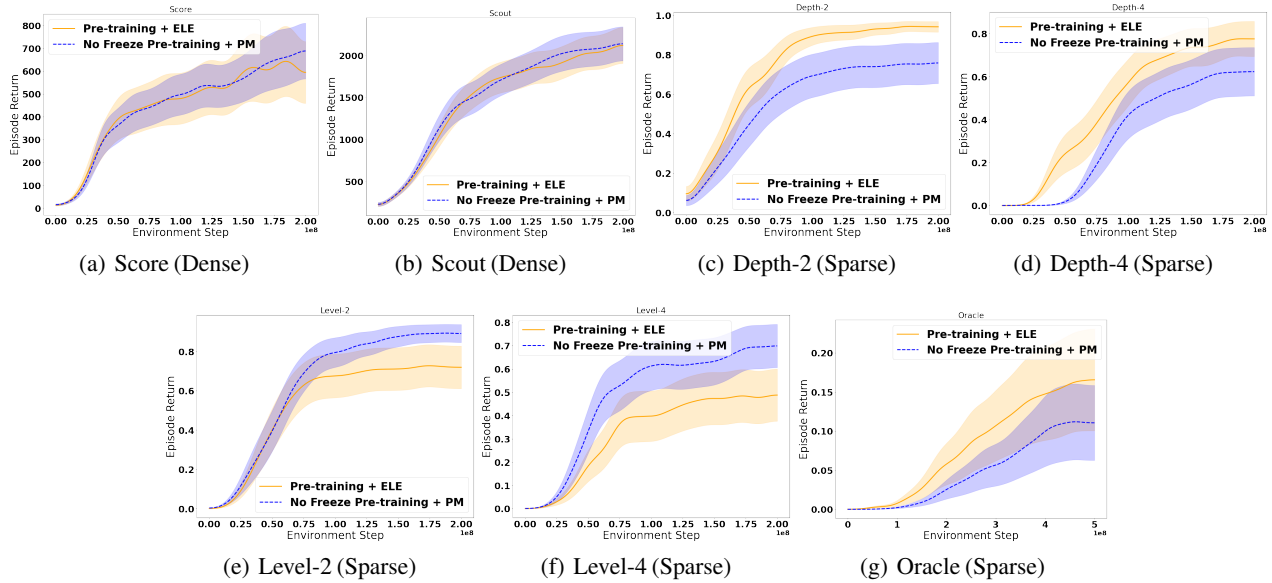 Score
Episode Return
800
700
600
500
400
300
200
100
0
Pre-training + ELE
No Freeze Pre-training + PM
0.00 0.25 0.50 0.75 1.00 1.25 1.50 1.75 2.00
Environment Step
1e8
(a) Score (Dense)
Scout
Episode Return
2000
1500
1000
500
Pre-training + ELE
No Freeze Pre-training + PM
0.00 0.25 0.50 0.75 1.00 1.25 1.50 1.75 2.00
Environment Step
1e8
(b) Scout (Dense)
Depth-2
Episode Return
1.0
0.8
0.6
0.4
0.2
0.0
Pre-training + ELE
No Freeze Pre-training + PM
0.00 0.25 0.50 0.75 1.00 1.25 1.50 1.75 2.00
Environment Step
1e8
(c) Depth-2 (Sparse)
Depth-4
Episode Return
0.8
0.6
0.4
0.2
0.0
Pre-training + ELE
No Freeze Pre-training + PM
0.00 0.25 0.50 0.75 1.00 1.25 1.50 1.75 2.00
Environment Step
1e8
(d) Depth-4 (Sparse)
Level-2
Episode Return
0.8
0.6
0.4
0.2
0.0
Pre-training + ELE
No Freeze Pre-training + PM
0.00 0.25 0.50 0.75 1.00 1.25 1.50 1.75 2.00
Environment Step
1e8
(e) Level-2 (Sparse)
Level-4
Episode Return
0.8
0.7
0.6
0.5
0.4
0.3
0.2
0.1
0.0
Pre-training + ELE
No Freeze Pre-training + PM
0.00 0.25 0.50 0.75 1.00 1.25 1.50 1.75 2.00
Environment Step
1e8
(f) Level-4 (Sparse)
Oracle
Episode Return
0.20
0.15
0.10
0.05
0.00
Pre-training + ELE
No Freeze Pre-training + PM
0 1 2 3 4 5
Environment Step
1e8
(g) Oracle (Sparse)